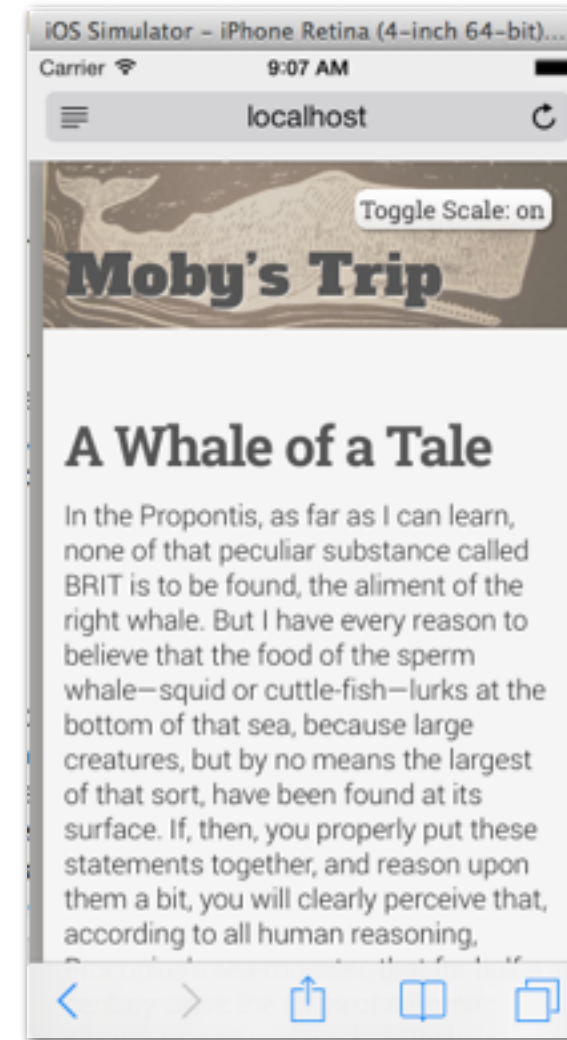 iOS Simulator – iPhone Retina (4-inch 64-bit)...
Carrier 9:07 AM
localhost
Toggle Scale: on
Moby's Trip
A Whale of a Tale
In the Propontis, as far as I can learn,
none of that peculiar substance called
BRIT is to be found, the aliment of the
right whale. But I have every reason to
believe that the food of the sperm
whale—squid or cuttle-fish—lurks at the
bottom of that sea, because large
creatures, but by no means the largest
of that sort, have been found at its
surface. If, then, you properly put these
statements together, and reason upon
them a bit, you will clearly perceive that,
according to all human reasoning,